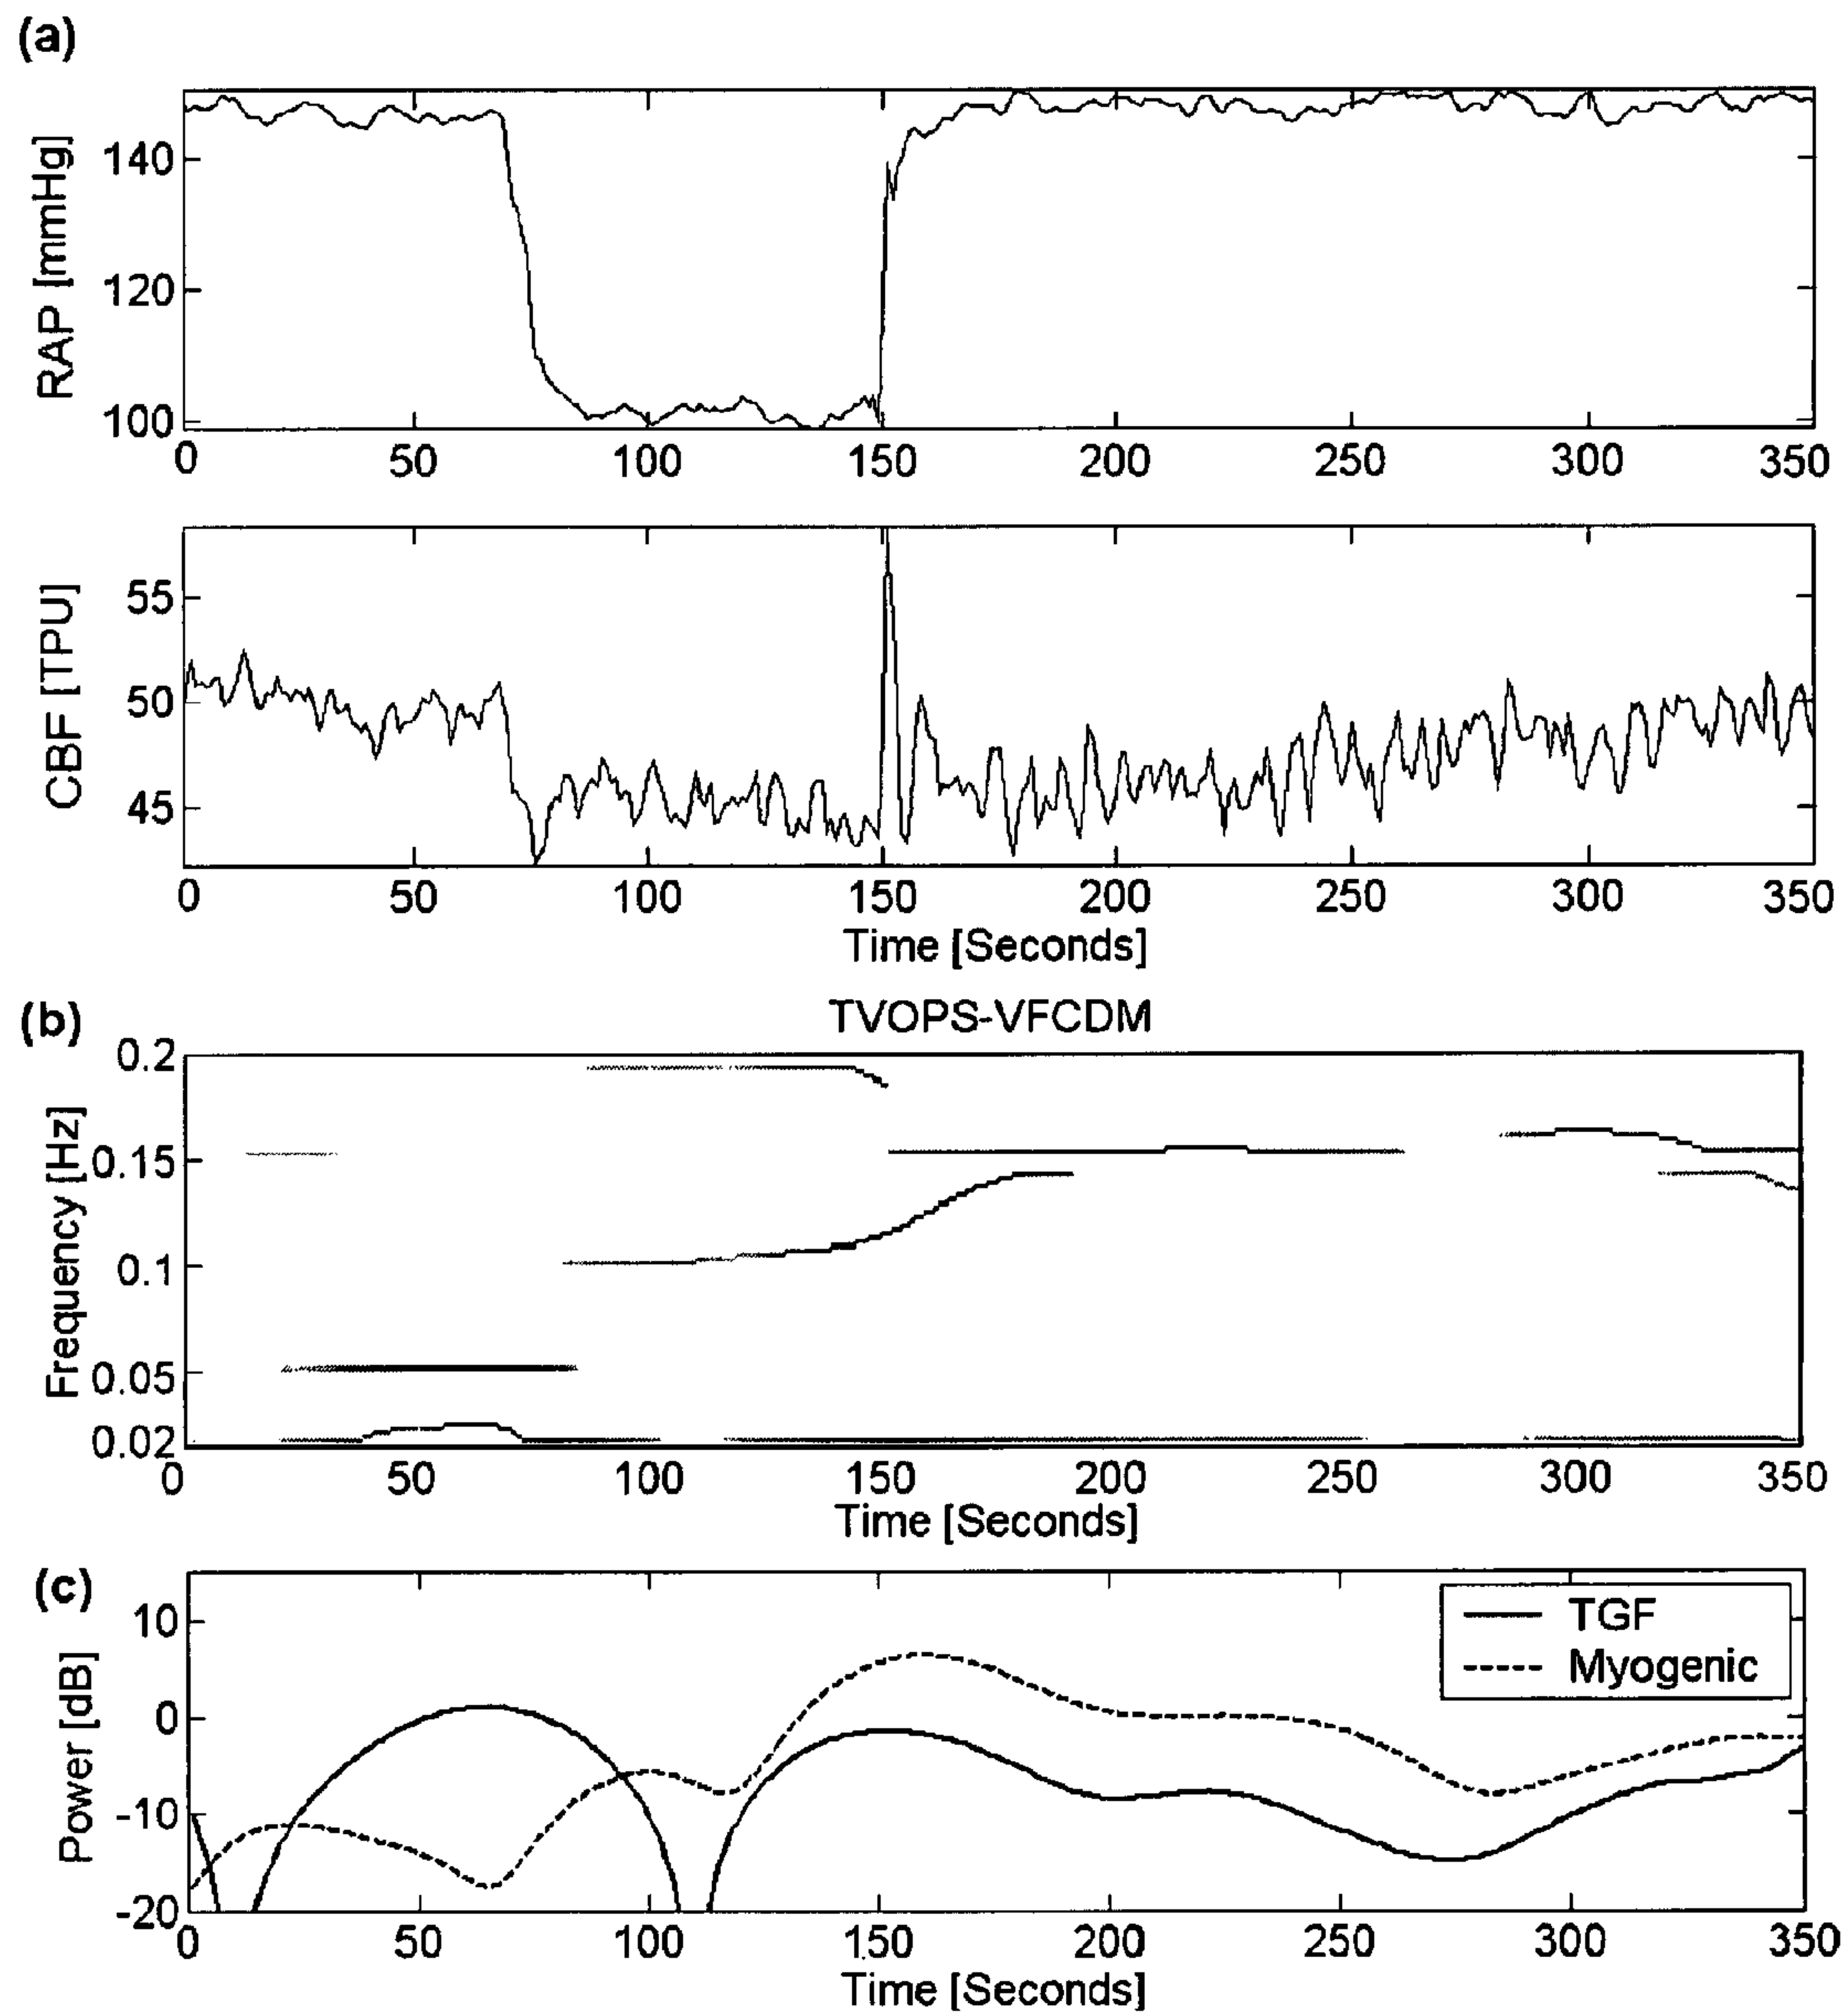 (a)
RAP [mmHg]
140
120
100
0 50 100 150 200 250 300 350
CBF [TPU]
55
50
45
0 50 100 150 200 250 300 350
Time [Seconds]
(b)
TVOPS-VFCDM
Frequency [Hz]
0.2
0.15
0.1
0.05
0.02
0 50 100 150 200 250 300 350
Time [Seconds]
(c)
Power [dB]
10
0
-10
-20
TGF
Myogenic
0 50 100 150 200 250 300 350
Time [Seconds]